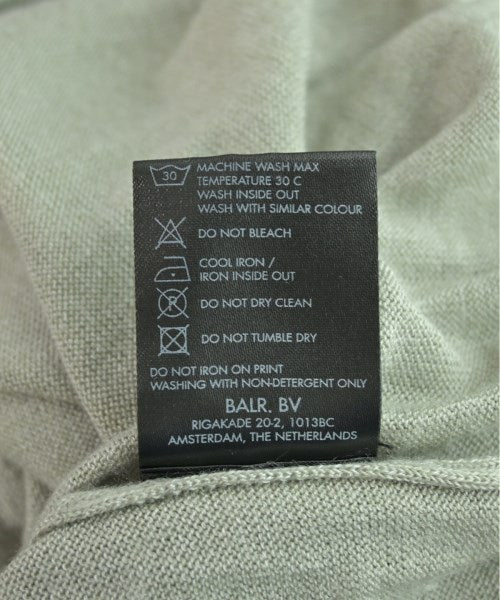 30
MACHINE WASH MAX
TEMPERATURE 30 C
WASH INSIDE OUT
WASH WITH SIMILAR COLOUR
DO NOT BLEACH
COOL IRON /
IRON INSIDE OUT
P
DO NOT DRY CLEAN
DO NOT TUMBLE DRY
DO NOT IRON ON PRINT
WASHING WITH NON-DETERGENT ONLY
BALR. BV
RIGAKADE 20-2, 1013BC
AMSTERDAM, THE NETHERLANDS